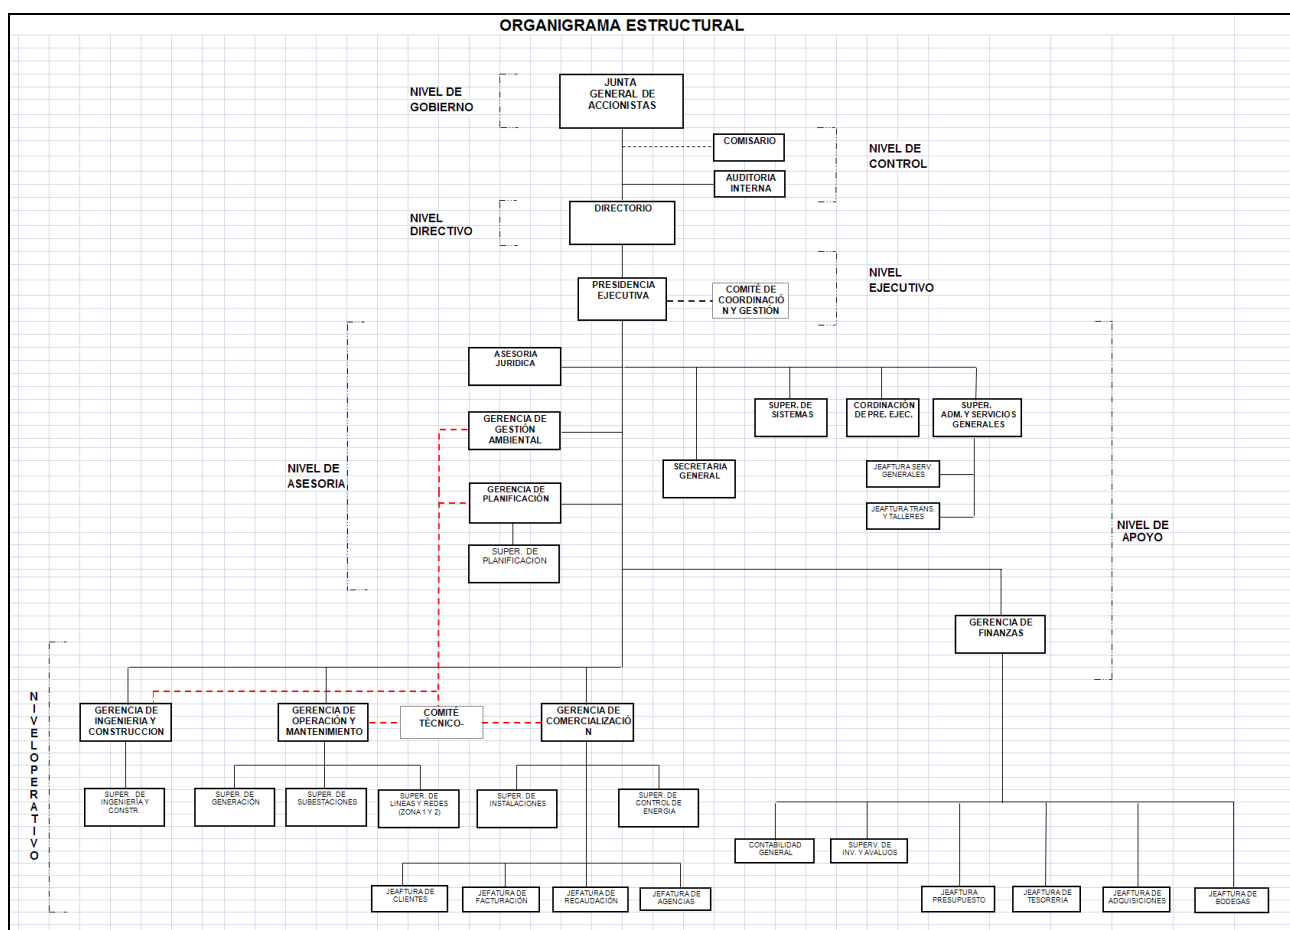 ORGANIGRAMA ESTRUCTURAL
NIVEL DE
GOBIERNO
JUNTA
GENERAL DE
ACCIONISTAS
COMISARIO
NIVEL DE
CONTROL
AUDITORIA
INTERNA
NIVEL
DIRECTIVO
DIRECTORIO
NIVEL
EJECUTIVO
PRESIDENCIA
EJECUTIVA
COMITÉ DE
COORDINACIÓ
N Y GESTIÓN
ASESORIA
JURIDICA
SUPER. DE
SISTEMAS
CORDINACIÓN
DE PRE. EJEC.
SUPER.
ADM. Y SERVICIOS
GENERALES
GERENCIA DE
GESTIÓN
AMBIENTAL
NIVEL DE
ASESORIA
SECRETARIA
GENERAL
JEAFTURA SERV.
GENERALES
GERENCIA DE
PLANIFICACIÓN
JEAFTURA TRANS.
Y TALLERES
NIVEL DE
APOYO
SUPER. DE
PLANIFICACION
GERENCIA DE
FINANZAS
N
I
V
E
L
O
P
E
R
A
T
I
V
O
GERENCIA DE
INGENIERIA Y
CONSTRUCCION
GERENCIA DE
OPERACIÓN Y
MANTENIMIENTO
COMITÉ
TÉCNICO-
GERENCIA DE
COMERCIALIZACIÓ
N
SUPER. DE
INGENIERÍA Y
CONSTR.
SUPER. DE
GENERACIÓN
SUPER. DE
SUBESTACIONES
SUPER. DE
LINEAS Y REDES
(ZONA 1 Y 2)
SUPER. DE
INSTALACIONES
SUPER. DE
CONTROL DE
ENERGIA
CONTABILIDAD
GENERAL
SUPERV. DE
INV. Y AVALUOS
JEAFTURA DE
CLIENTES
JEFATURA DE
FACTURACIÓN
JEFATURA DE
RECAUDACIÓN
JEFATURA DE
AGENCIAS
JEAFTURA
PRESUPUESTO
JEAFTURA DE
TESORERIA
JEAFTURA DE
ADQUISICIONES
JEAFTURA DE
BODEGAS